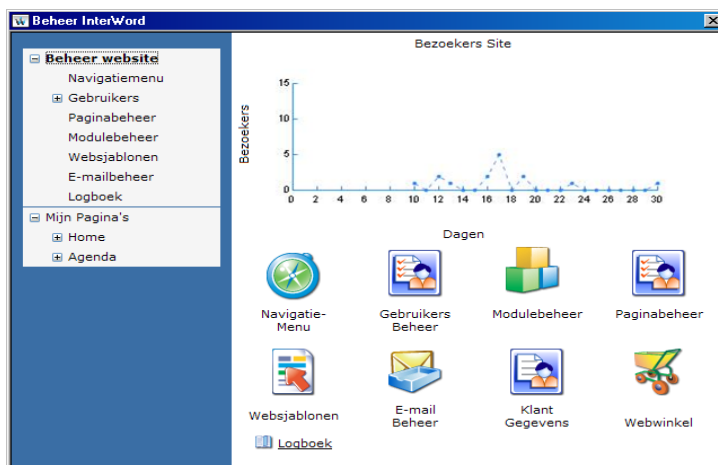 Beheer InterWord
Beheer website
Navigatiemenu
Gebruikers
Paginabeheer
Modulebeheer
Websjablonen
E-mailbeheer
Logboek
Mijn Pagina's
Home
Agenda
Bezoekers Site
Bezoekers
15
10
5
0
0 2 4 6 8 10 12 14 16 18 20 22 24 26 28 30
Dagen
Navigatie-
Menu
Gebruikers
Beheer
Modulebeheer
Paginabeheer
Websjablonen
E-mail
Beheer
Klant
Gegevens
Webwinkel
Logboek